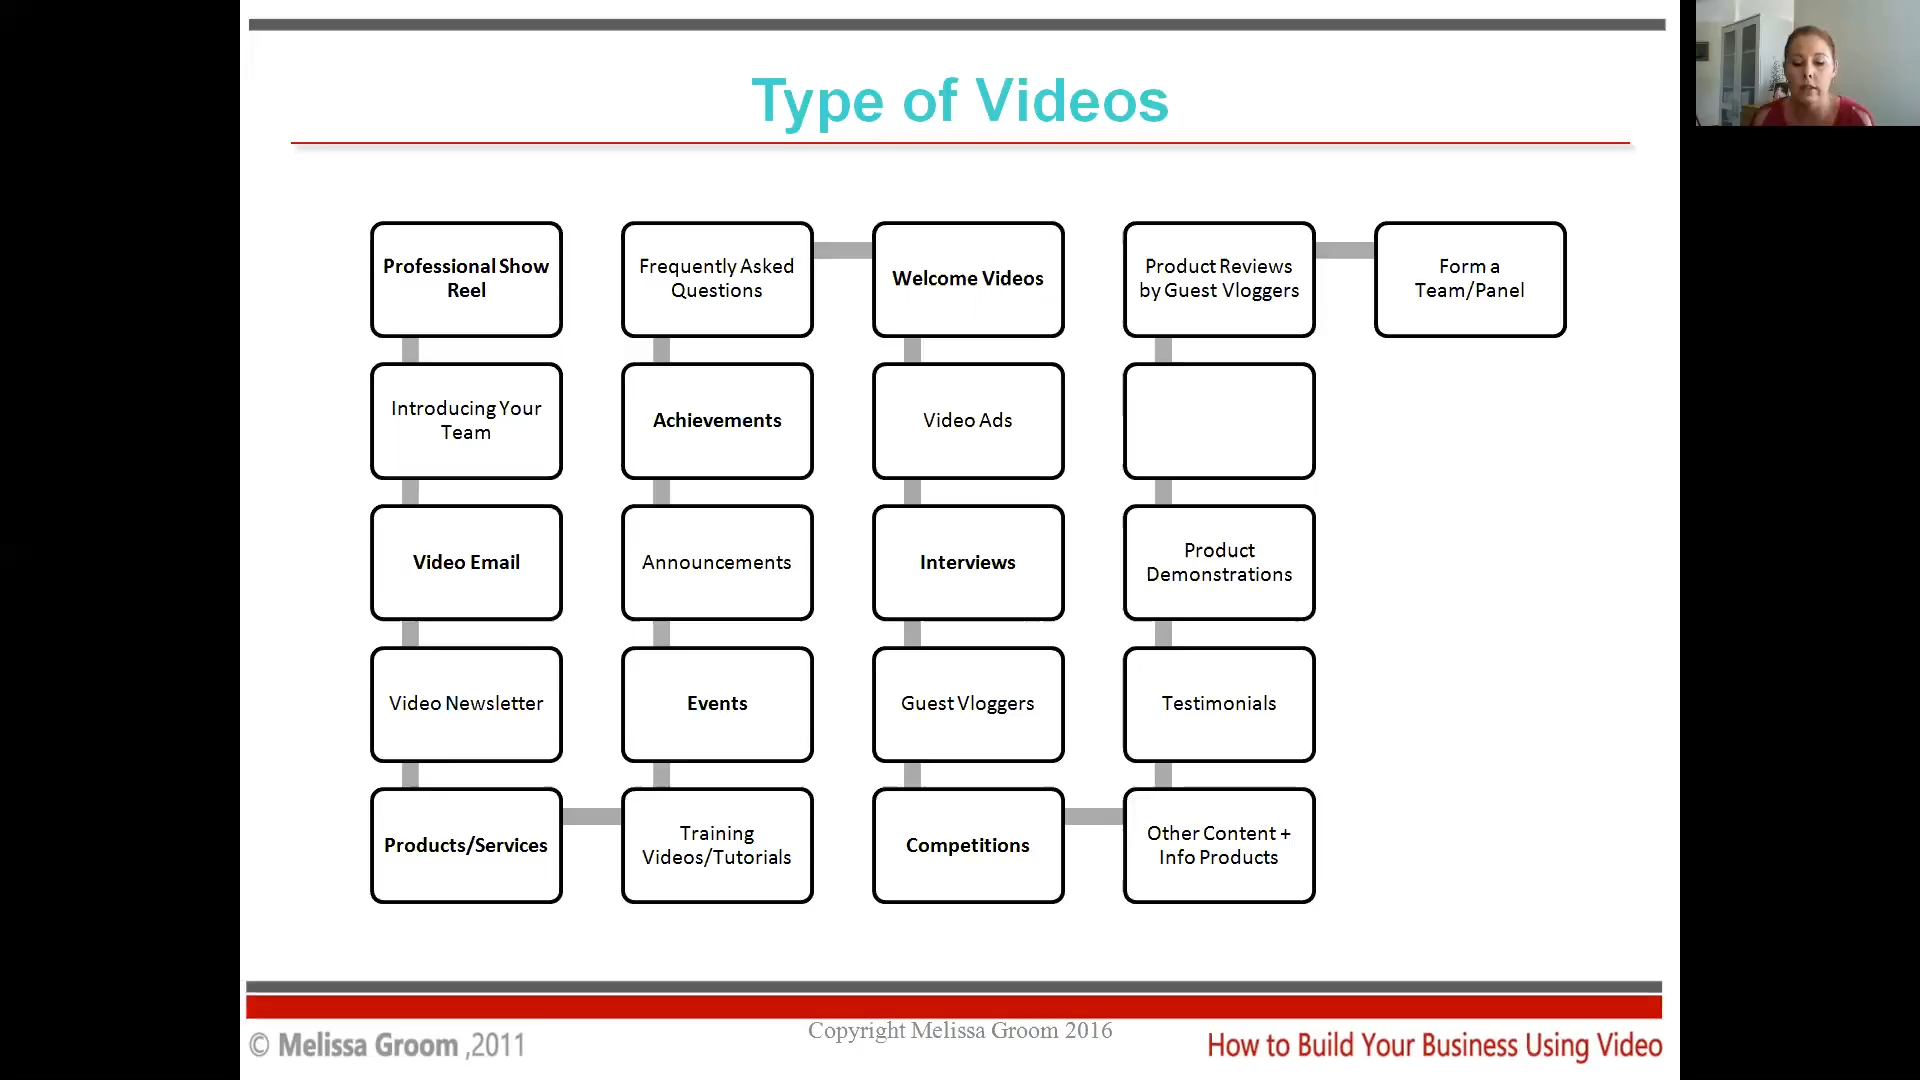 Type of Videos
Professional Show
Reel
Introducing Your
Team
Video Email
Video Newsletter
Products/Services
Frequently Asked
Questions
Achievements
Announcements
Events
Training
Videos/Tutorials
Welcome Videos
Video Ads
Interviews
Guest Vloggers
Competitions
Product Reviews
by Guest Vloggers
Product
Demonstrations
Testimonials
Other Content +
Info Products
Form a
Team/Panel
© Melissa Groom ,2011
Copyright Melissa Groom 2016
How to Build Your Business Using Video